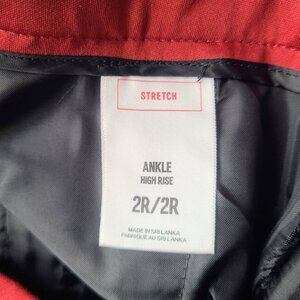 STRETCH
ANKLE
HIGH RISE
2R/2R
MADE IN SRI LANKA
FABRIQUÉ AU SRI LANKA